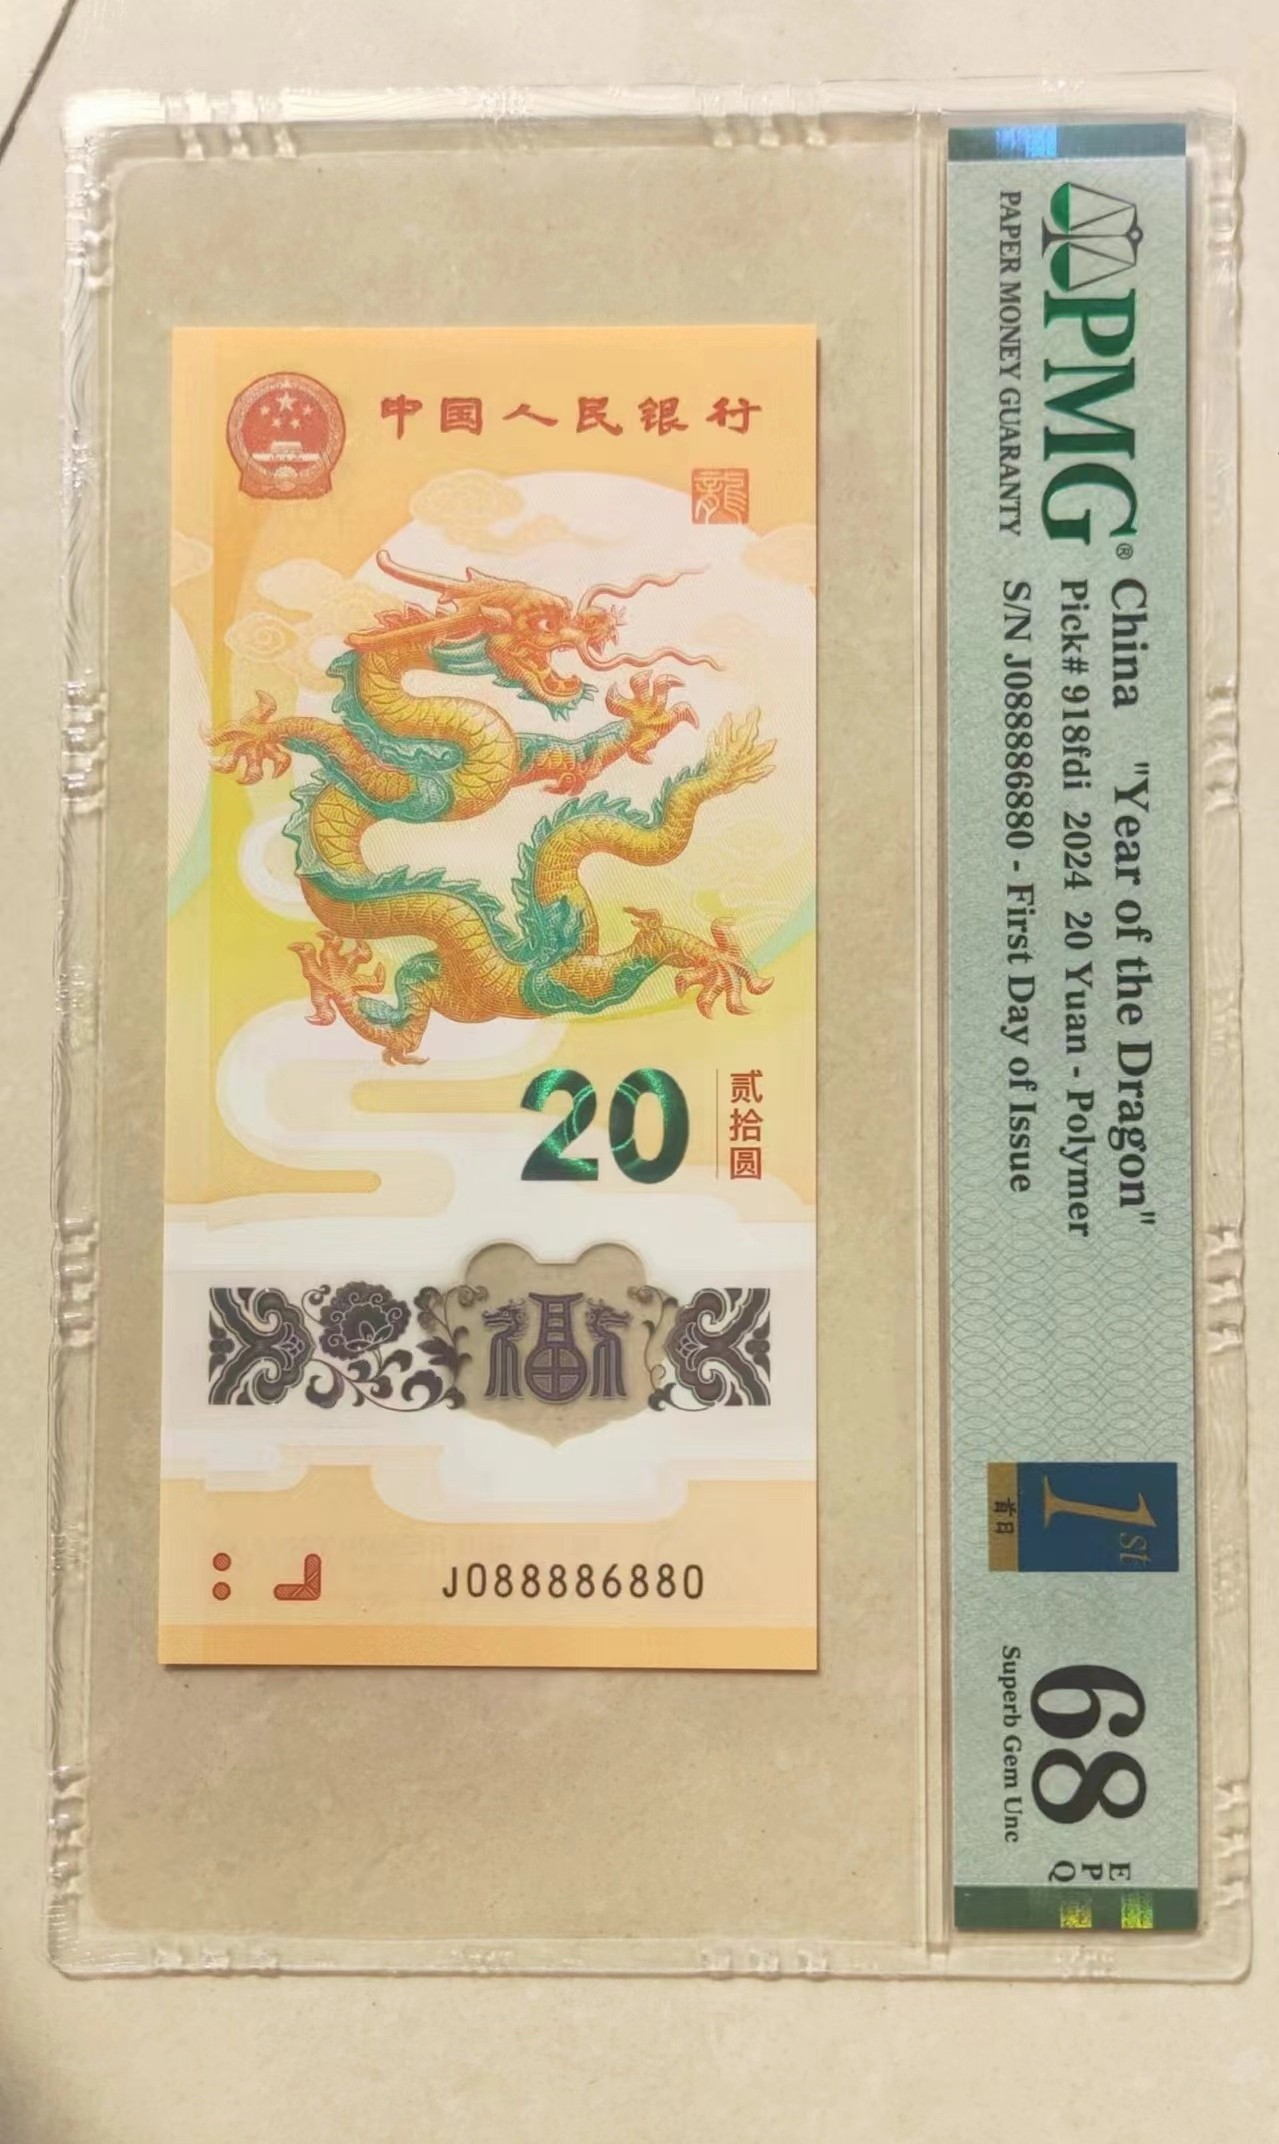 中国人民银行
龍
20
贰拾圆
福
J088886880
PMG®
PAPER MONEY GUARANTY
China "Year of the Dragon"
Pick# 918fdi 2024 20 Yuan - Polymer
S/N J088886880 - First Day of Issue
1st
首日
68
EPQ
Superb Gem Unc